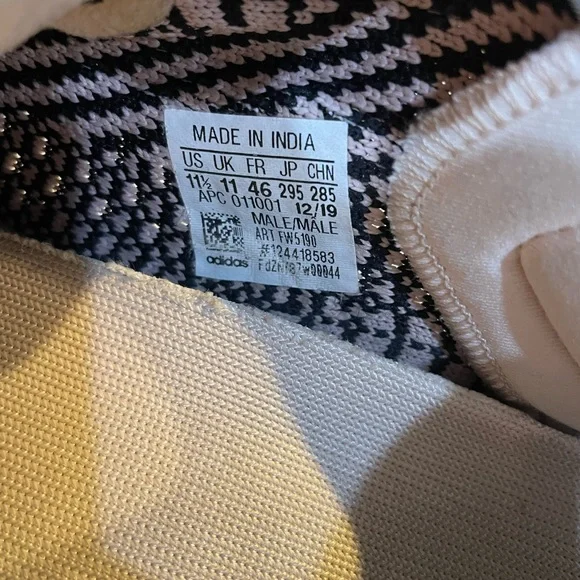 MADE IN INDIA
US UK FR JP CHN
11½ 11 46 295 285
APC 011001 12/19
MALE/MÂLE
ART FW5190
#124418583
adidas